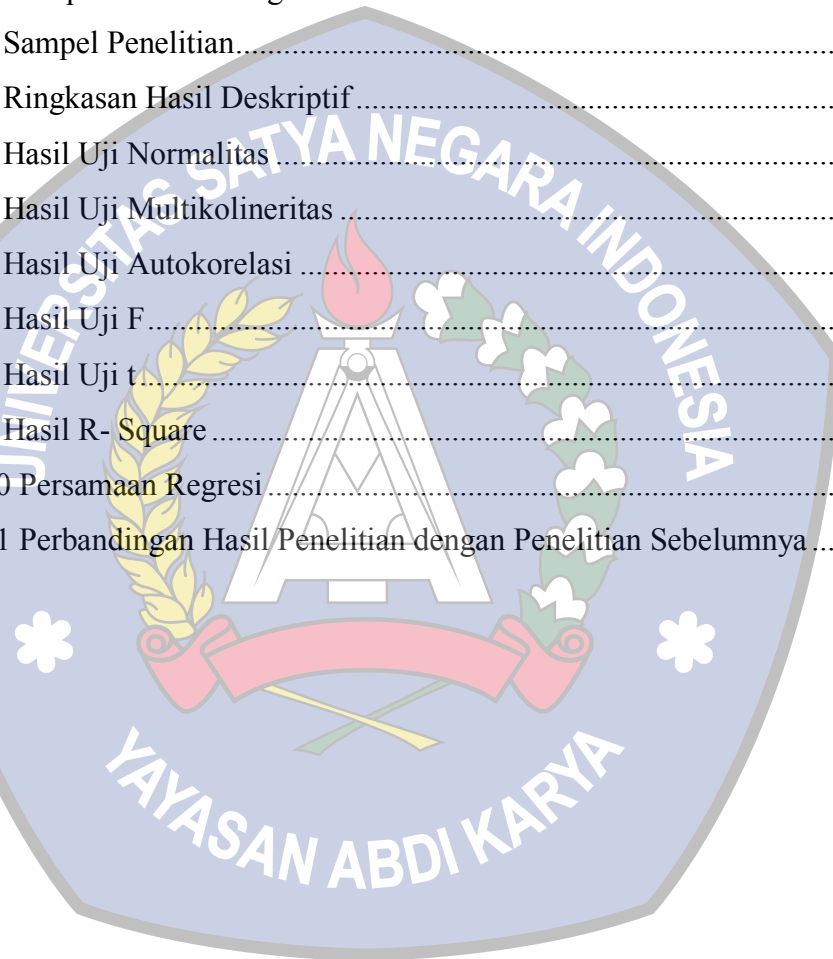 Sampel Penelitian
Ringkasan Hasil Deskriptif
Hasil Uji Normalitas
Hasil Uji Multikolineritas
Hasil Uji Autokorelasi
Hasil Uji F
Hasil Uji t
Hasil R- Square
0 Persamaan Regresi
1 Perbandingan Hasil Penelitian dengan Penelitian Sebelumnya
UNIVERSITAS SATYA NEGARA INDONESIA
YAYASAN ABDI KARYA